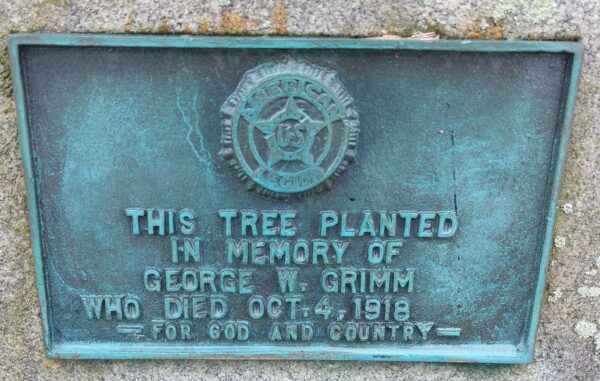 AMERICAN
US
LEGION
THIS TREE PLANTED
IN MEMORY OF
GEORGE W. GRIMM
WHO DIED OCT. 4, 1918
—FOR GOD AND COUNTRY—